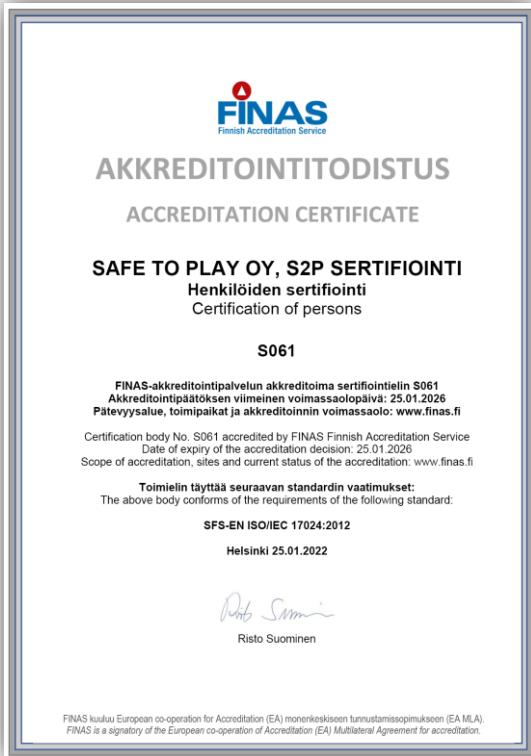 FINAS
Finnish Accreditation Service
AKKREDITOINTITODISTUS
ACCREDITATION CERTIFICATE
SAFE TO PLAY OY, S2P SERTIFIOINTI
Henkilöiden sertifiointi
Certification of persons
S061
FINAS-akkreditointipalvelun akkreditoima sertifiointielin S061
Akkreditointipäätöksen viimeinen voimassaolopäivä: 25.01.2026
Pätevyysalue, toimipaikat ja akkreditoinnin voimassaolo: www.finas.fi
Certification body No. S061 accredited by FINAS Finnish Accreditation Service
Date of expiry of the accreditation decision: 25.01.2026
Scope of accreditation, sites and current status of the accreditation: www.finas.fi
Toimielin täyttää seuraavan standardin vaatimukset:
The above body conforms of the requirements of the following standard:
SFS-EN ISO/IEC 17024:2012
Helsinki 25.01.2022
Risto Suominen
FINAS kuuluu European co-operation for Accreditation (EA) monenkeskiseen tunnustamissopimukseen (EA MLA).
FINAS is a signatory of the European co-operation of Accreditation (EA) Multilateral Agreement for accreditation.